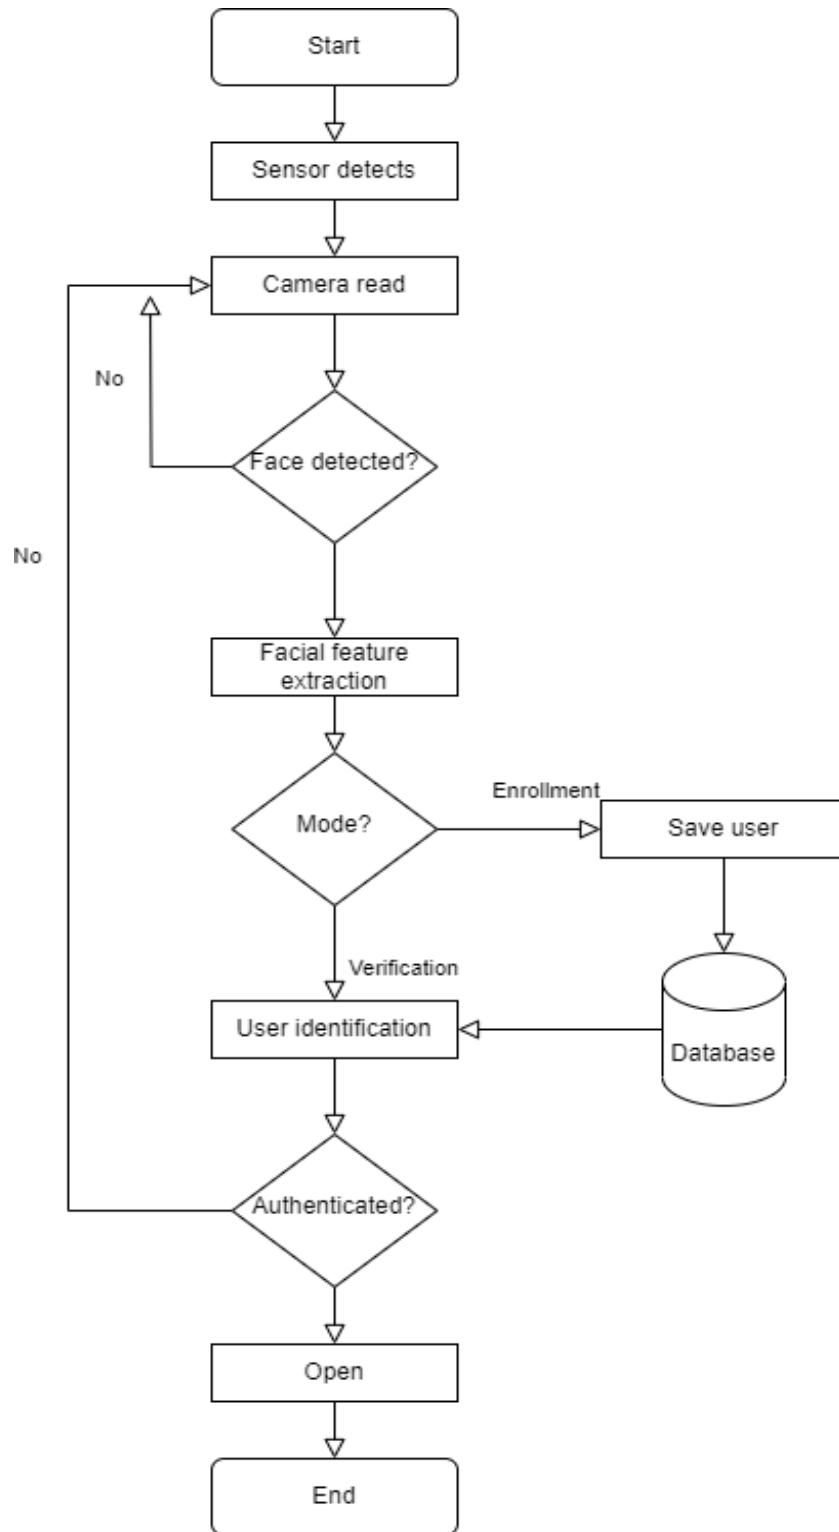 Start
Sensor detects
Camera read
No
Face detected?
No
Facial feature
extraction
Enrollment
Mode?
Save user
Verification
User identification
Database
Authenticated?
Open
End